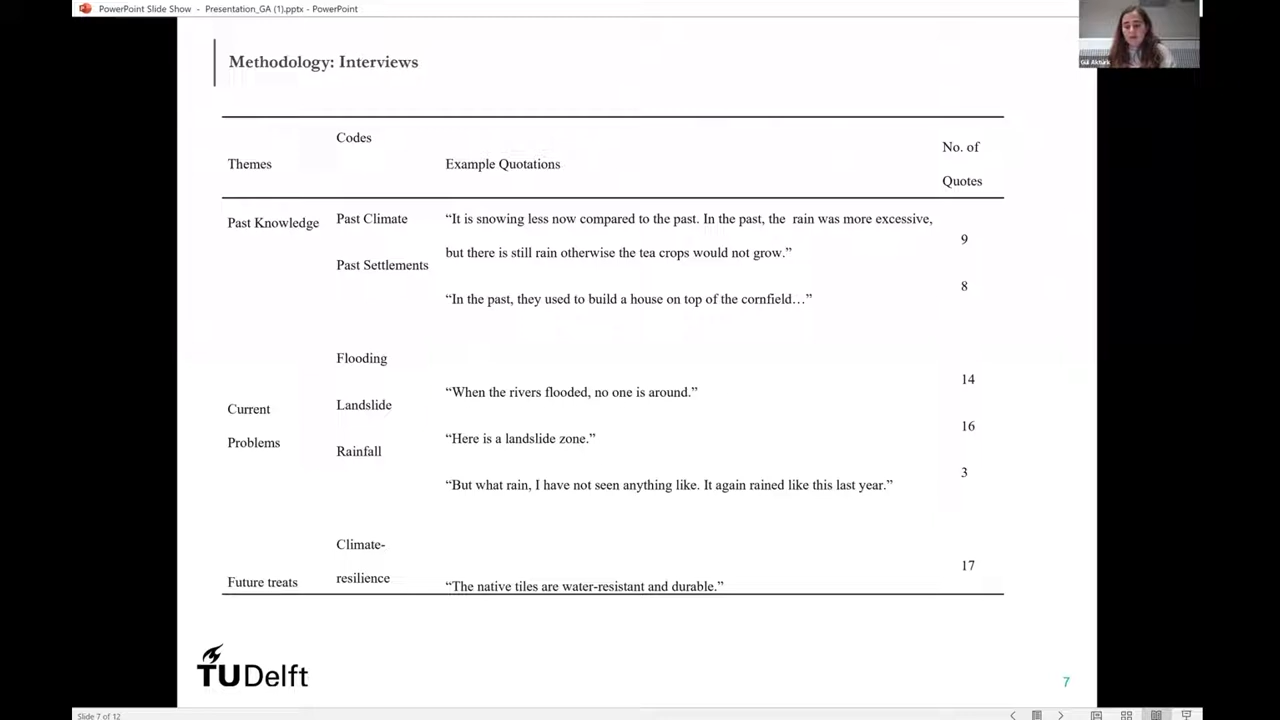 PowerPoint Slide Show - Presentation_GA (1).pptx - PowerPoint
Gül Aktürk
Methodology: Interviews
Themes
Codes
Example Quotations
No. of
Quotes
Past Knowledge
Past Climate
“It is snowing less now compared to the past. In the past, the rain was more excessive,
but there is still rain otherwise the tea crops would not grow.”
9
Past Settlements
“In the past, they used to build a house on top of the cornfield…”
8
Current
Problems
Flooding
“When the rivers flooded, no one is around.”
14
Landslide
“Here is a landslide zone.”
16
Rainfall
“But what rain, I have not seen anything like. It again rained like this last year.”
3
Future treats
Climate-
resilience
“The native tiles are water-resistant and durable.”
17
TUDelft
7
Slide 7 of 12